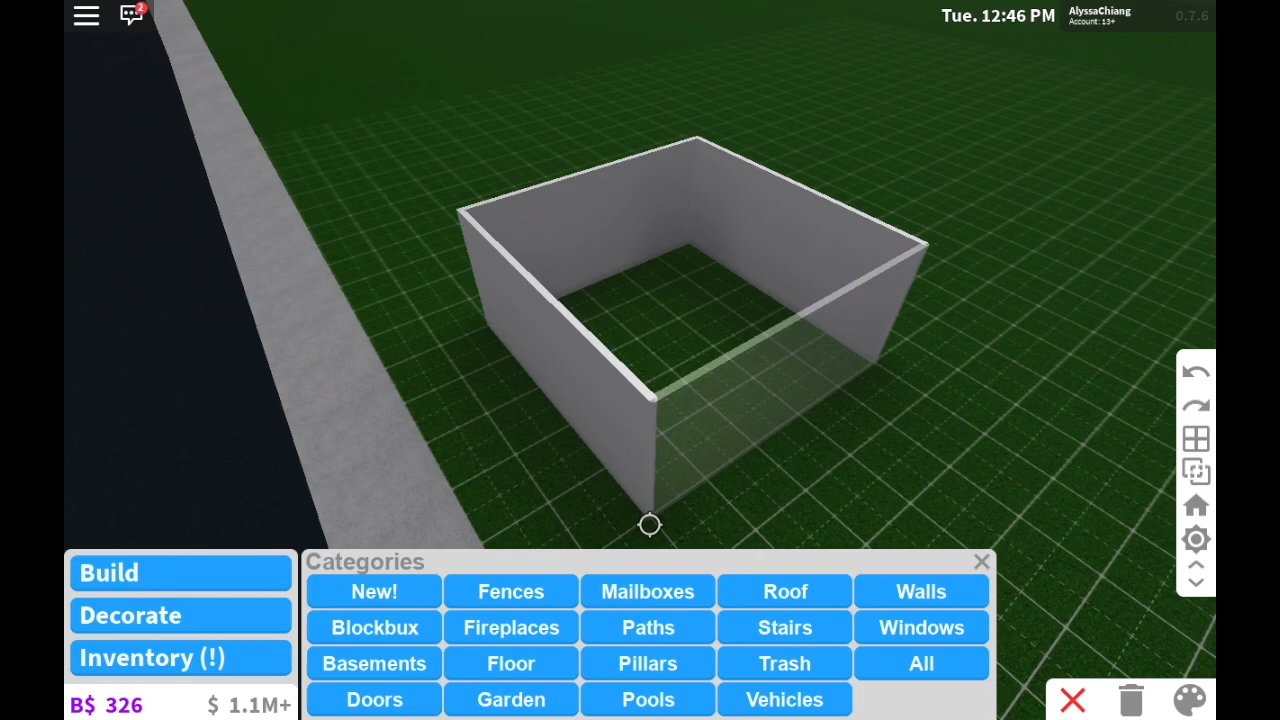 2
Tue. 12:46 PM
AlyssaChiang
Account: 13+
0.7.6
Categories
New!
Fences
Mailboxes
Roof
Walls
Blockbux
Fireplaces
Paths
Stairs
Windows
Basements
Floor
Pillars
Trash
All
Doors
Garden
Pools
Vehicles
Build
Decorate
Inventory (!)
B$ 326
$ 1.1M+